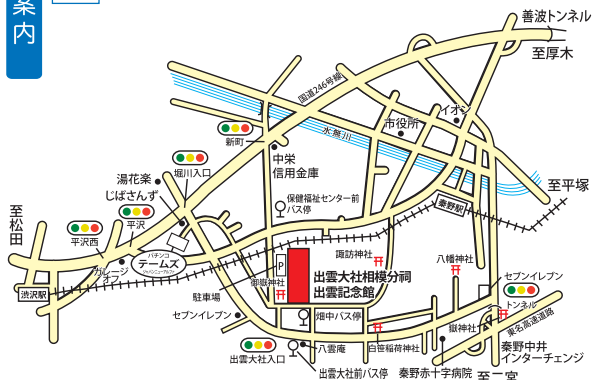 案内
善波トンネル
至厚木
国道246号線
イオン
市役所
水無川
新町
中栄
信用金庫
堀川入口
湯花楽
じばさんず
保健福祉センター前
バス停
至平塚
秦野駅
至松田
平沢
平沢西
パチンコ
テームズ
ガレージ
オフ
諏訪神社
八幡神社
P
御嶽神社
出雲大社相模分祠
出雲記念館
セブンイレブン
渋沢駅
駐車場
トンネル
セブンイレブン
畑中バス停
嶽神社
東名高速道路
出雲大社入口
八雲庵
白笹稲荷神社
秦野中井
インターチェンジ
出雲大社前バス停
秦野赤十字病院
至二宮